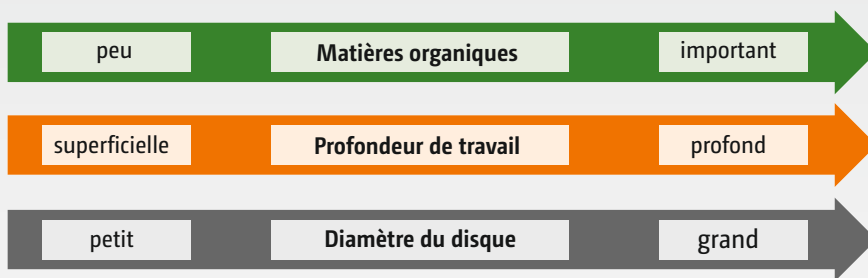 peu Matières organiques important
superficielle Profondeur de travail profond
petit Diamètre du disque grand